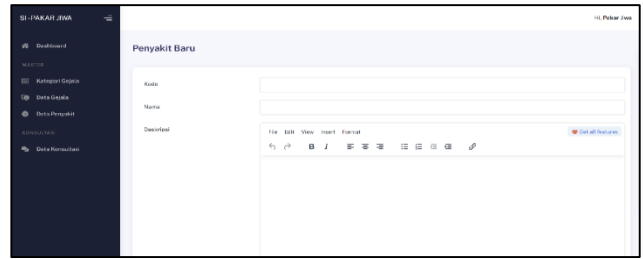 SI -PAKAR JIWA
Hi, Pakar Jiwa
Dashboard
Penyakit Baru
MASTER
Kategori Gejala
Kode
Data Gejala
Nama
Data Penyakit
Deskripsi
File Edit View Insert Format
Get all features
KONSULTASI
B I
Data Konsultasi